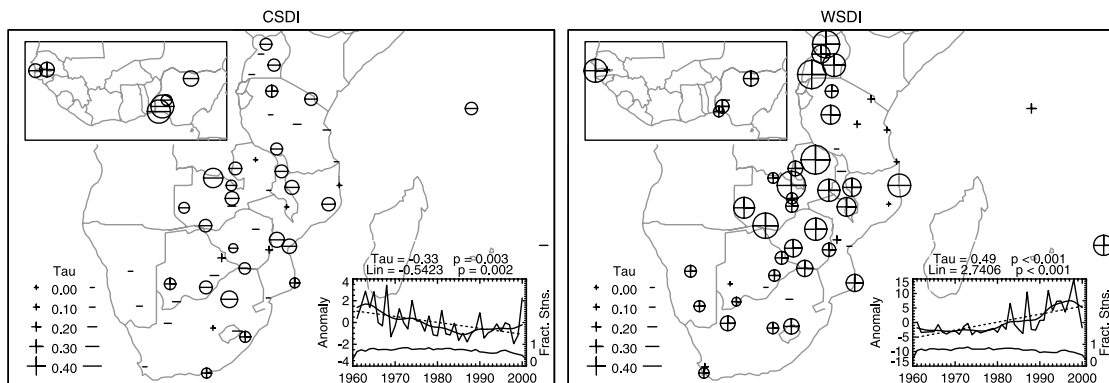 CSDI
WSDI
Tau = -0.33 p = 0.003
Lin = -0.5423 p = 0.002
Tau
0.00
0.10
0.20
0.30
0.40
Anomaly
4
2
0
-2
-4
Fract. Stns.
1
0
1960 1970 1980 1990 2000
Tau = 0.49 p < 0.001
Lin = 2.7406 p < 0.001
Tau
0.00
0.10
0.20
0.30
0.40
Anomaly
15
10
5
0
-5
-10
-15
Fract. Stns.
1
0
1960 1970 1980 1990 2000